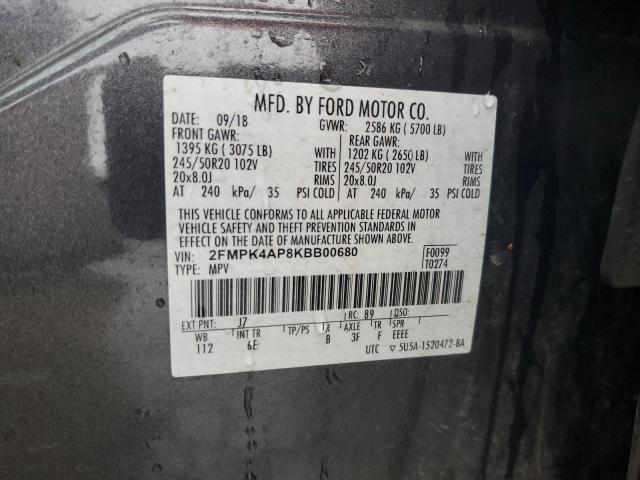 MFD. BY FORD MOTOR CO.
DATE: 09/18 GVWR: 2586 KG ( 5700 LB)
FRONT GAWR: REAR GAWR:
1395 KG ( 3075 LB) WITH 1202 KG ( 2650 LB) WITH
245/50R20 102V TIRES 245/50R20 102V TIRES
20x8.0J RIMS 20x8.0J RIMS
AT 240 kPa/ 35 PSI COLD AT 240 kPa/ 35 PSI COLD
THIS VEHICLE CONFORMS TO ALL APPLICABLE FEDERAL MOTOR
VEHICLE SAFETY AND THEFT PREVENTION STANDARDS IN
EFFECT ON THE DATE OF MANUFACTURE SHOWN ABOVE.
VIN: 2FMPK4AP8KBB00680 F0099
TYPE: MPV T0274
EXT PNT: J7 RC: 89 DSO:
WB INT TR TP/PS R AXLE TR SPR
112 6E B 3F F EEEE
UTC 5U5A-1520472-BA